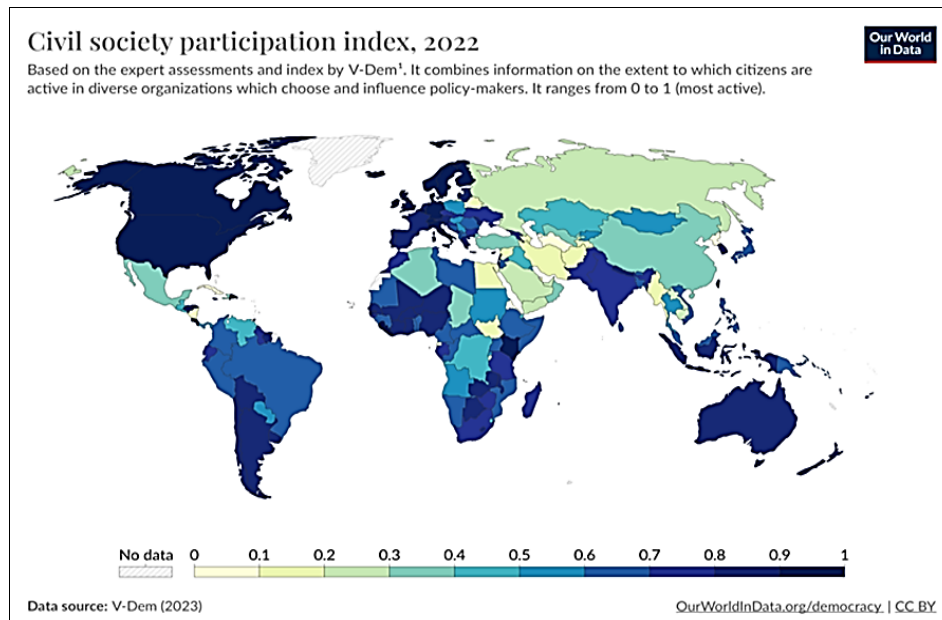 Civil society participation index, 2022
Our World
in Data
Based on the expert assessments and index by V-Dem¹. It combines information on the extent to which citizens are
active in diverse organizations which choose and influence policy-makers. It ranges from 0 to 1 (most active).
No data 0 0.1 0.2 0.3 0.4 0.5 0.6 0.7 0.8 0.9 1
Data source: V-Dem (2023) OurWorldInData.org/democracy | CC BY